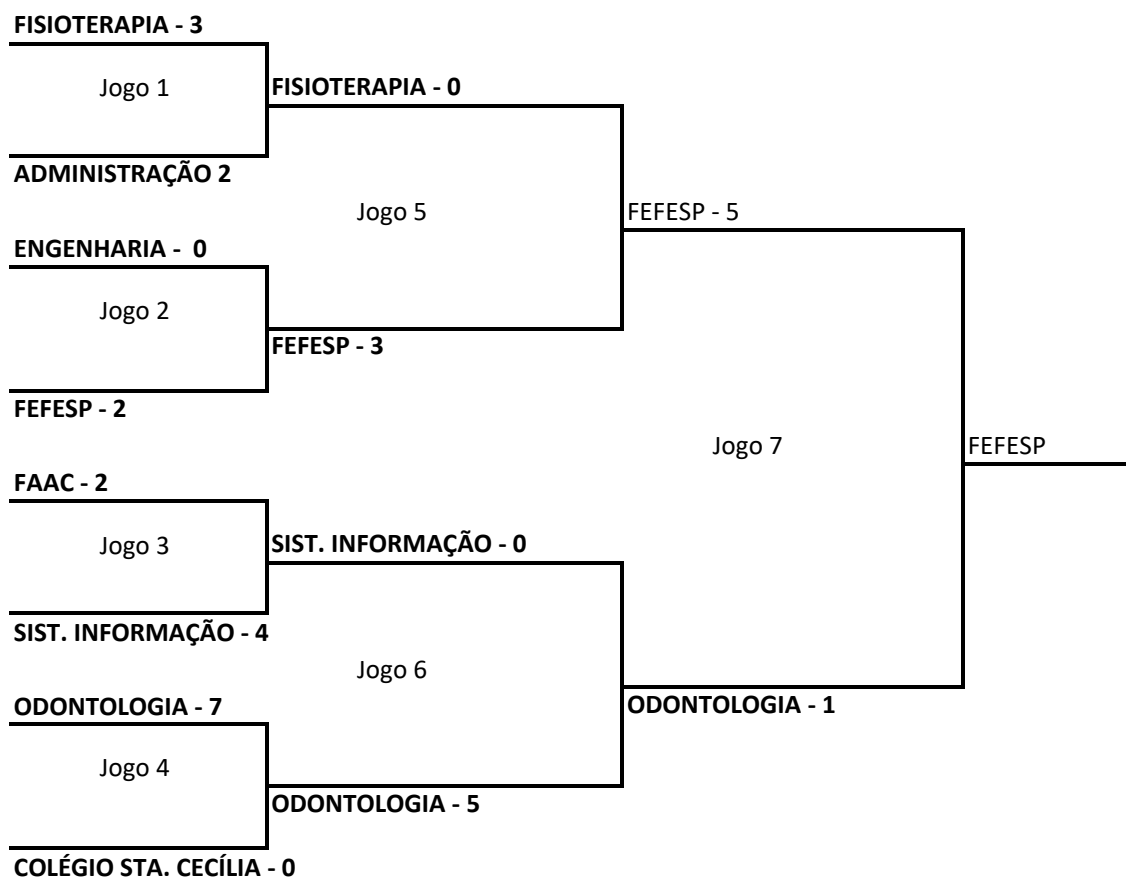 FISIOTERAPIA - 3
Jogo 1
FISIOTERAPIA - 0
ADMINISTRAÇÃO 2
Jogo 5
FEFESP - 5
ENGENHARIA -  0
Jogo 2
FEFESP - 3
FEFESP - 2
Jogo 7
FEFESP
FAAC - 2
Jogo 3
SIST. INFORMAÇÃO - 0
SIST. INFORMAÇÃO - 4
Jogo 6
ODONTOLOGIA - 7
ODONTOLOGIA - 1
Jogo 4
ODONTOLOGIA - 5
COLÉGIO STA. CECÍLIA - 0